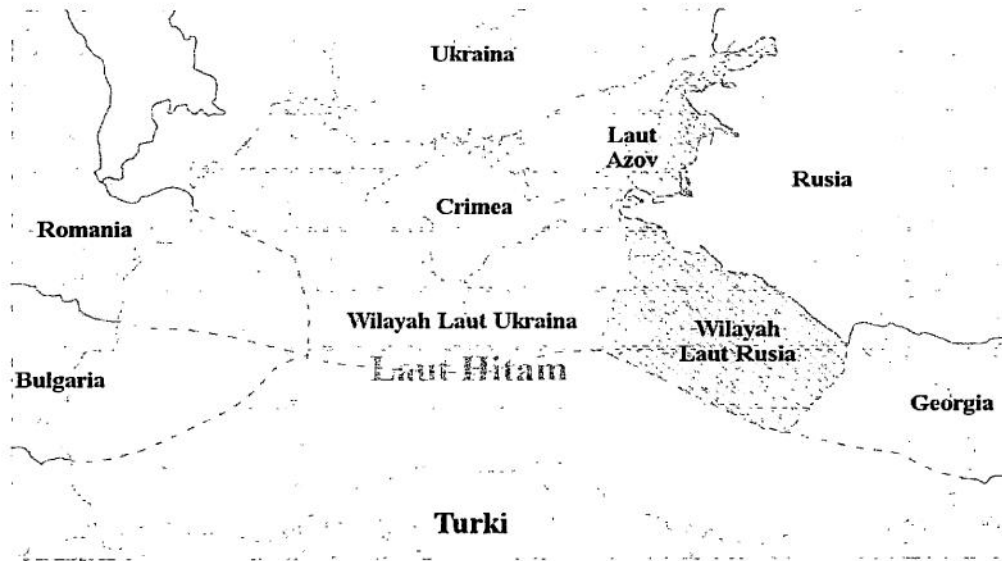 Ukraina
Laut
Azov
Rusia
Crimea
Romania
Wilayah Laut Ukraina
Wilayah
Laut Rusia
Laut Hitam
Bulgaria
Georgia
Turki